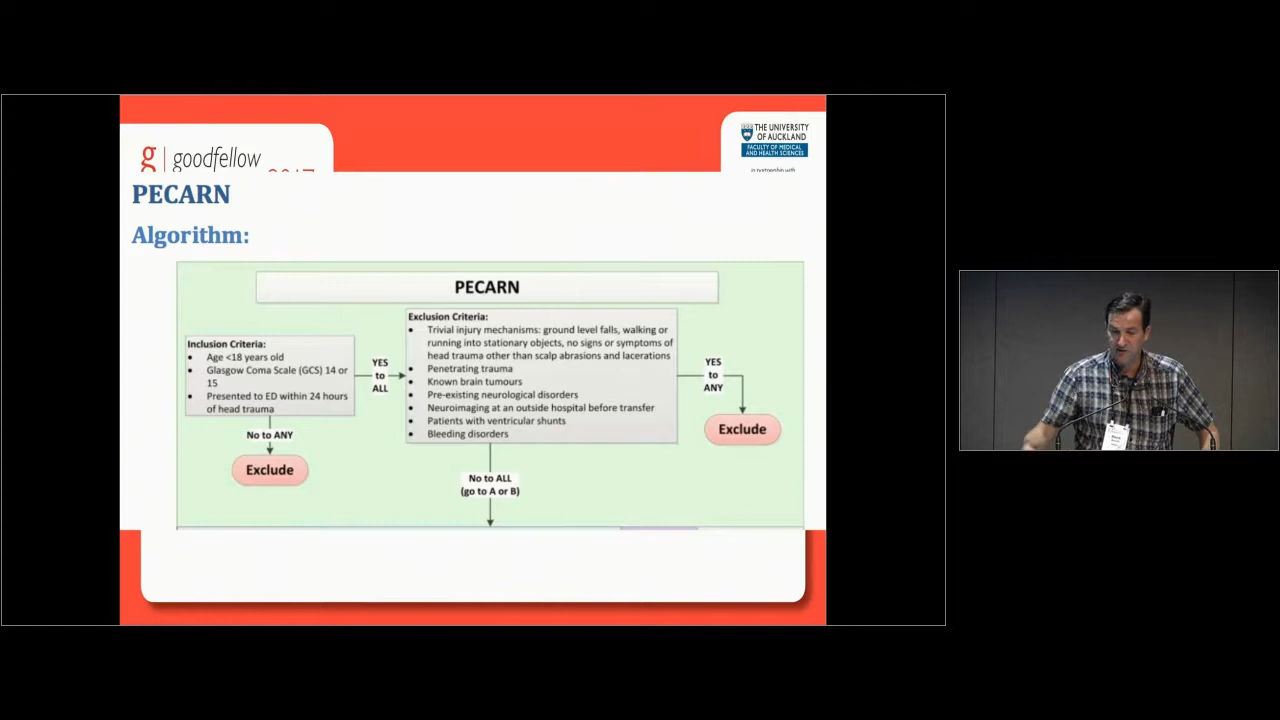 g | goodfellow
THE UNIVERSITY
OF AUCKLAND
FACULTY OF MEDICAL
AND HEALTH SCIENCES
in partnership with
PECARN
Algorithm:
PECARN
Inclusion Criteria:
• Age <18 years old
• Glasgow Coma Scale (GCS) 14 or
15
• Presented to ED within 24 hours
of head trauma
YES
to
ALL
Exclusion Criteria:
• Trivial injury mechanisms: ground level falls, walking or
running into stationary objects, no signs or symptoms of
head trauma other than scalp abrasions and lacerations
• Penetrating trauma
• Known brain tumours
• Pre-existing neurological disorders
• Neuroimaging at an outside hospital before transfer
• Patients with ventricular shunts
• Bleeding disorders
YES
to
ANY
Exclude
No to ANY
Exclude
No to ALL
(go to A or B)